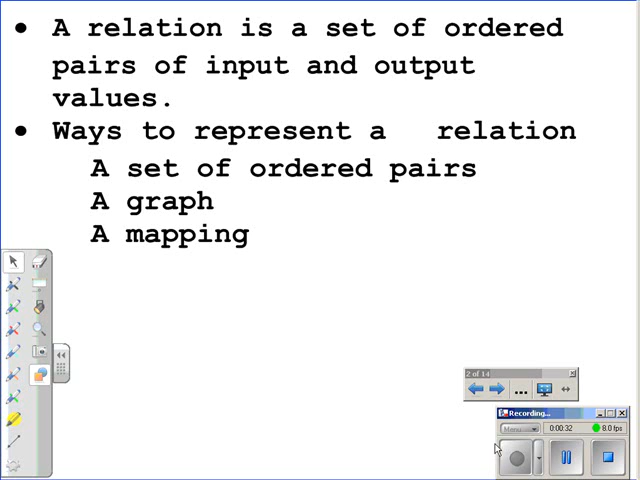 • A relation is a set of ordered
pairs of input and output
values.
• Ways to represent a relation
A set of ordered pairs
A graph
A mapping
2 of 14
...
Recording...
Menu
0:00:32
8.0 fps